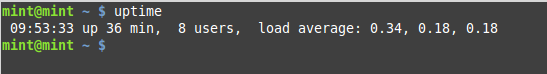 mint@mint ~ $ uptime
 09:53:33 up 36 min,  8 users,  load average: 0.34, 0.18, 0.18
mint@mint ~ $